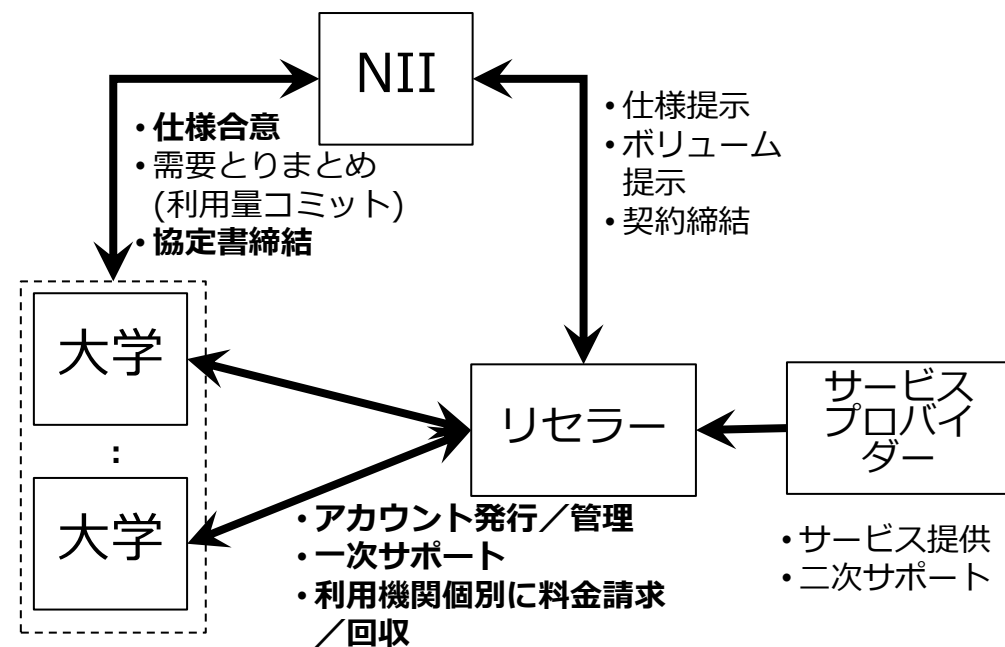 NII
・仕様合意
・需要とりまとめ
(利用量コミット)
・協定書締結
・仕様提示
・ボリューム
提示
・契約締結
大学
:
大学
リセラー
サービス
プロバイ
ダー
・アカウント発行／管理
・一次サポート
・利用機関個別に料金請求
／回収
・サービス提供
・二次サポート